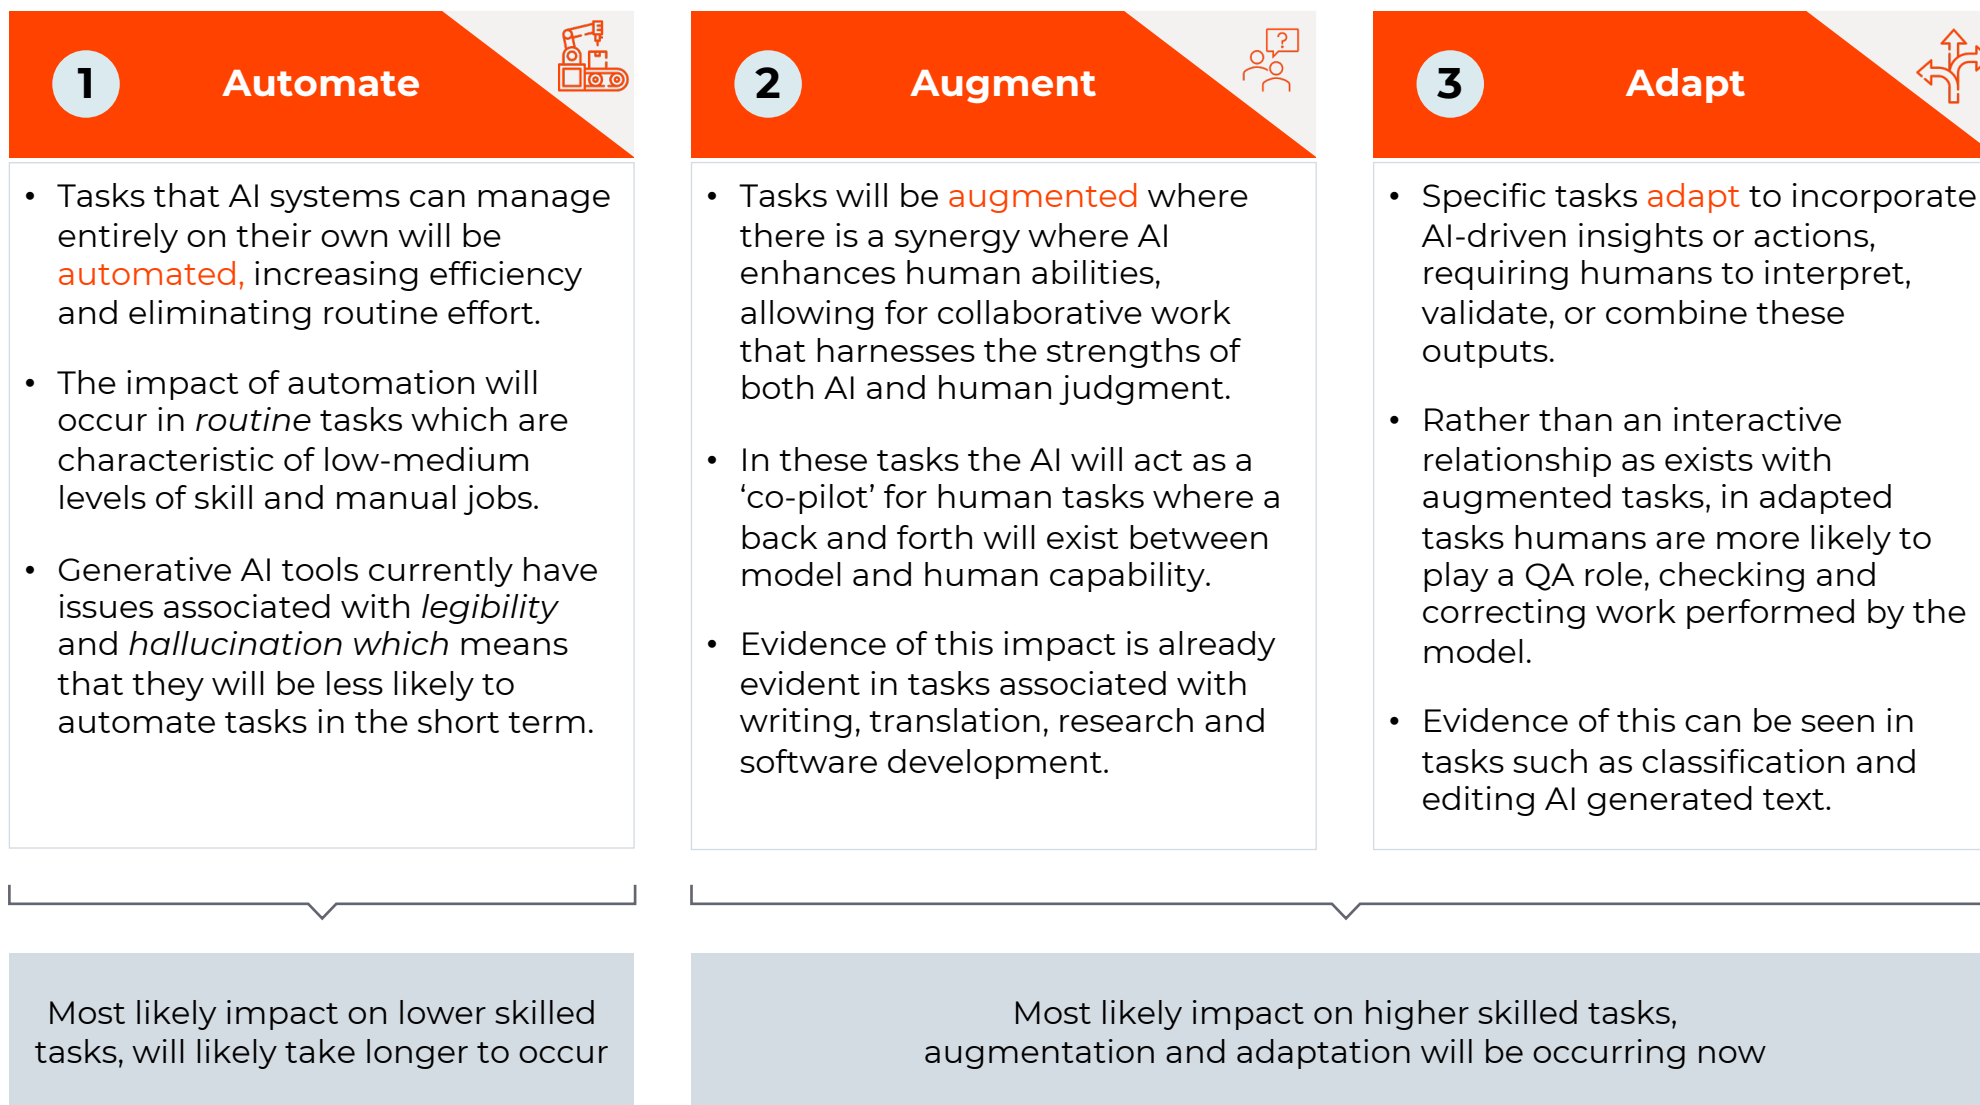 1
Automate
• Tasks that AI systems can manage
entirely on their own will be
automated, increasing efficiency
and eliminating routine effort.
• The impact of automation will
occur in routine tasks which are
characteristic of low-medium
levels of skill and manual jobs.
• Generative AI tools currently have
issues associated with legibility
and hallucination which means
that they will be less likely to
automate tasks in the short term.
2
Augment
?
• Tasks will be augmented where
there is a synergy where AI
enhances human abilities,
allowing for collaborative work
that harnesses the strengths of
both AI and human judgment.
• In these tasks the AI will act as a
‘co-pilot’ for human tasks where a
back and forth will exist between
model and human capability.
• Evidence of this impact is already
evident in tasks associated with
writing, translation, research and
software development.
3
Adapt
• Specific tasks adapt to incorporate
AI-driven insights or actions,
requiring humans to interpret,
validate, or combine these
outputs.
• Rather than an interactive
relationship as exists with
augmented tasks, in adapted
tasks humans are more likely to
play a QA role, checking and
correcting work performed by the
model.
• Evidence of this can be seen in
tasks such as classification and
editing AI generated text.
Most likely impact on lower skilled
tasks, will likely take longer to occur
Most likely impact on higher skilled tasks,
augmentation and adaptation will be occurring now